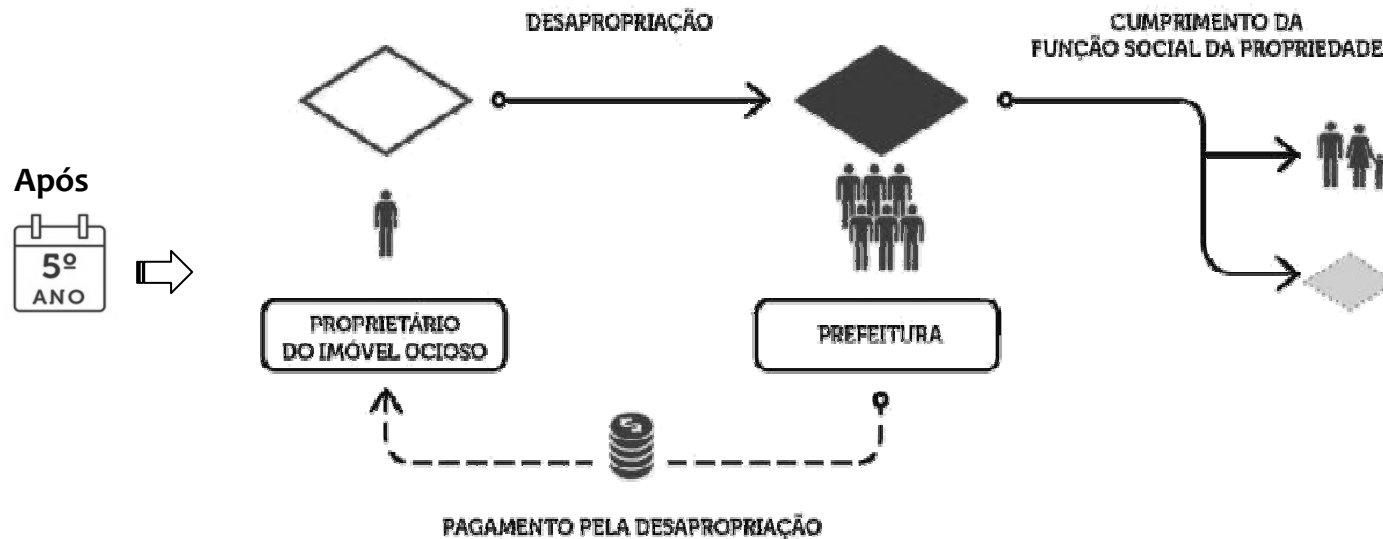 DESAPROPRIAÇÃO
CUMPRIMENTO DA
FUNÇÃO SOCIAL DA PROPRIEDADE
Após
5º
ANO
PROPRIETÁRIO
DO IMÓVEL OCIOSO
PREFEITURA
PAGAMENTO PELA DESAPROPRIAÇÃO